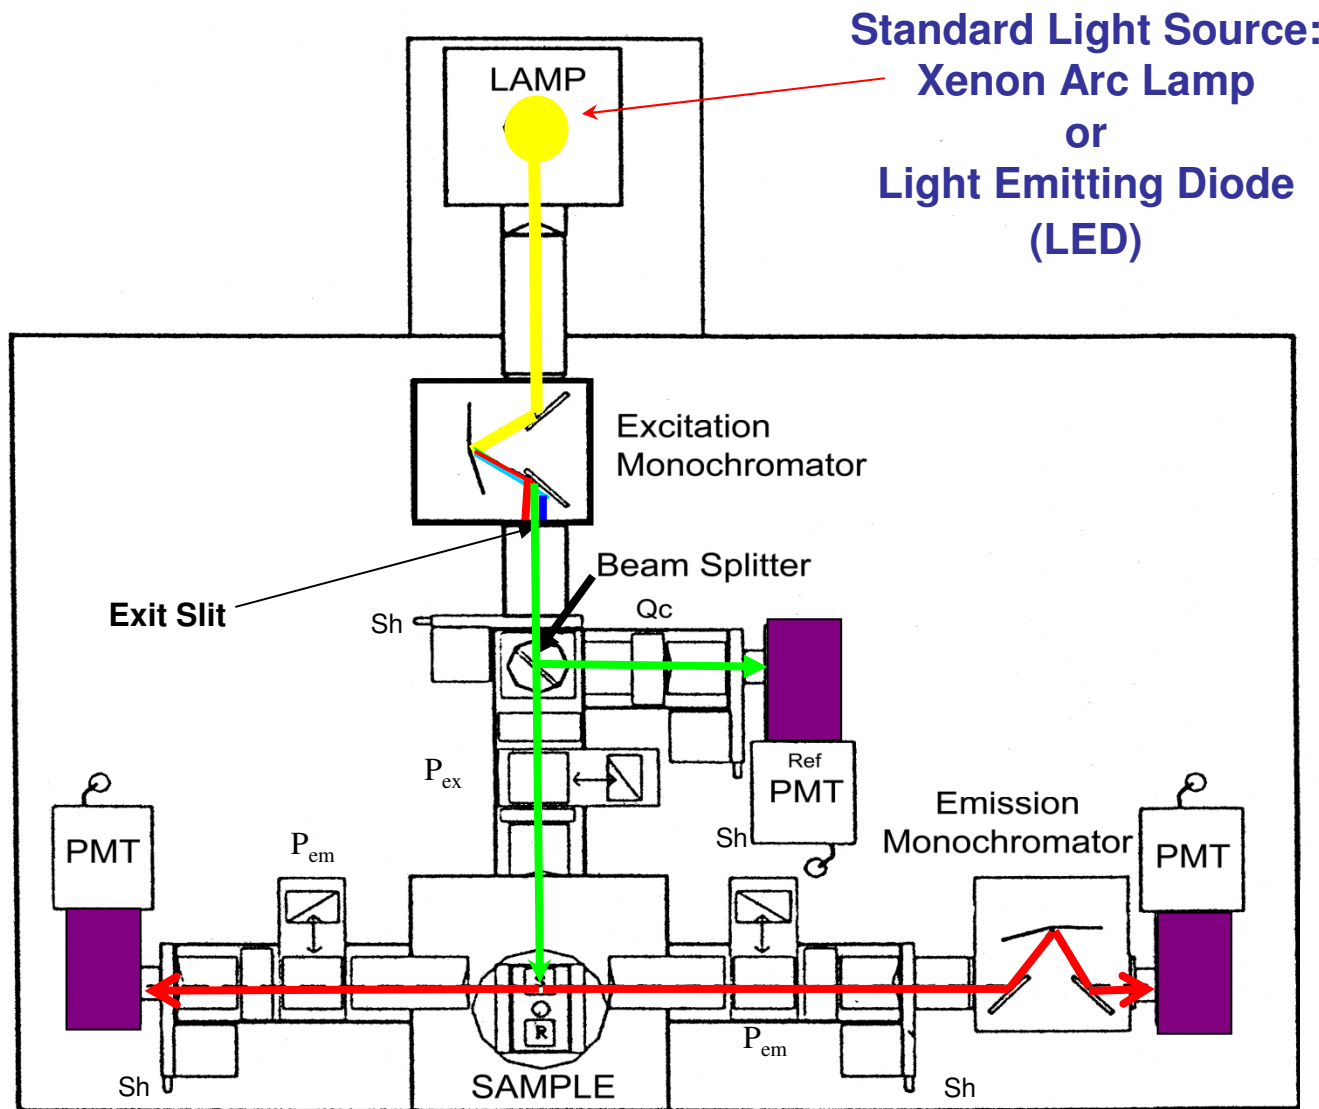 Standard Light Source:
Xenon Arc Lamp
or
Light Emitting Diode
(LED)
LAMP
Excitation
Monochromator
Exit Slit
Beam Splitter
Sh
Qc
Pex
Ref
PMT
Sh
Emission
Monochromator
PMT
PMT
Pem
Pem
R
Sh
SAMPLE
Sh